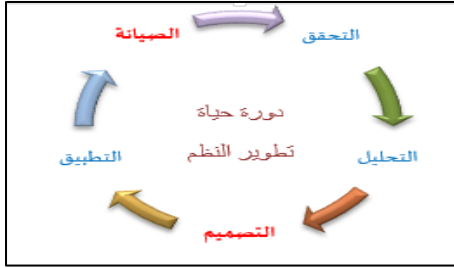 الصيانة
التحقق
دورة حياة
تطوير النظم
التطبيق
التحليل
التصميم